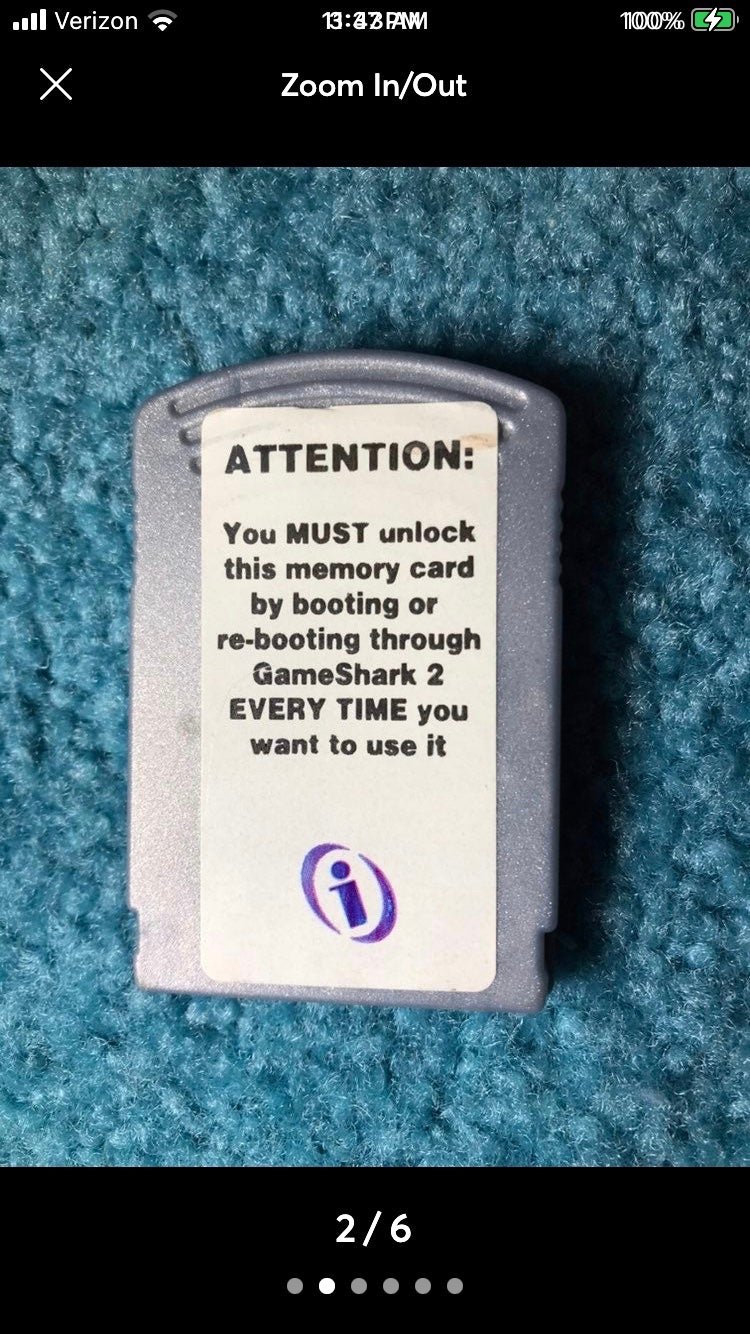 Verizon
100%
Zoom In/Out
ATTENTION:
You MUST unlock
this memory card
by booting or
re-booting through
GameShark 2
EVERY TIME you
want to use it
i
2/6